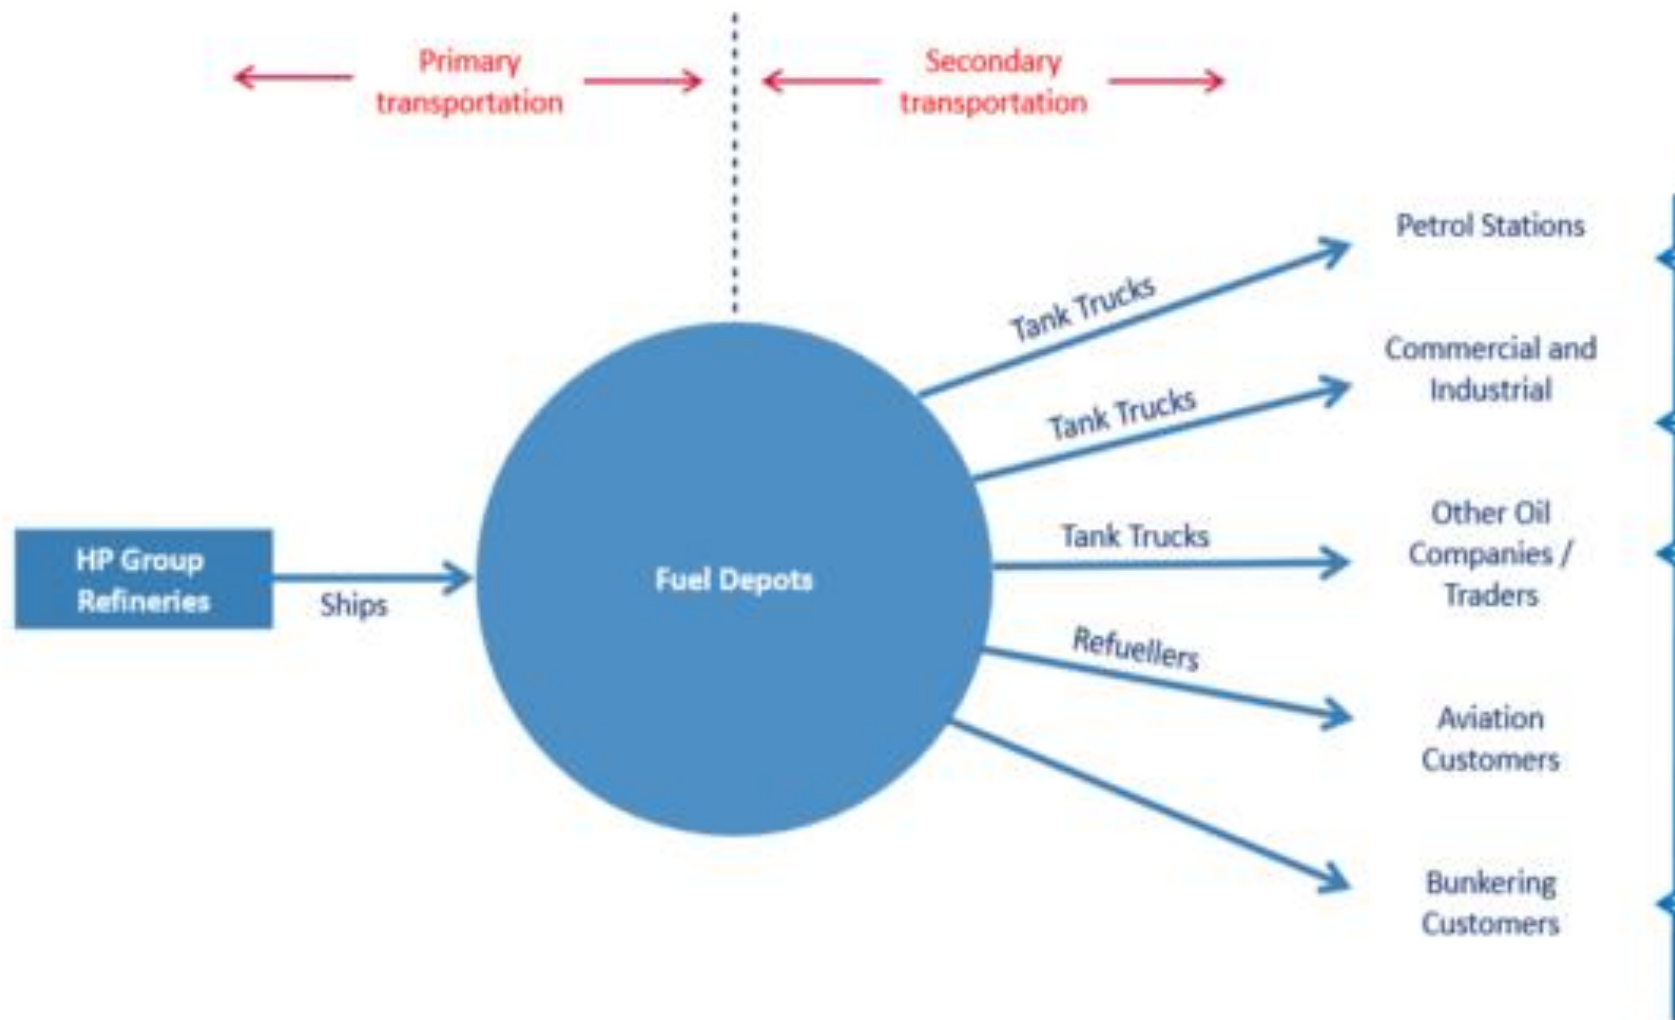 Primary
transportation
Secondary
transportation
Petrol Stations
Tank Trucks
Commercial and
Industrial
Tank Trucks
Other Oil
Companies /
Traders
Tank Trucks
HP Group
Refineries
Ships
Fuel Depots
Refuellers
Aviation
Customers
Bunkering
Customers